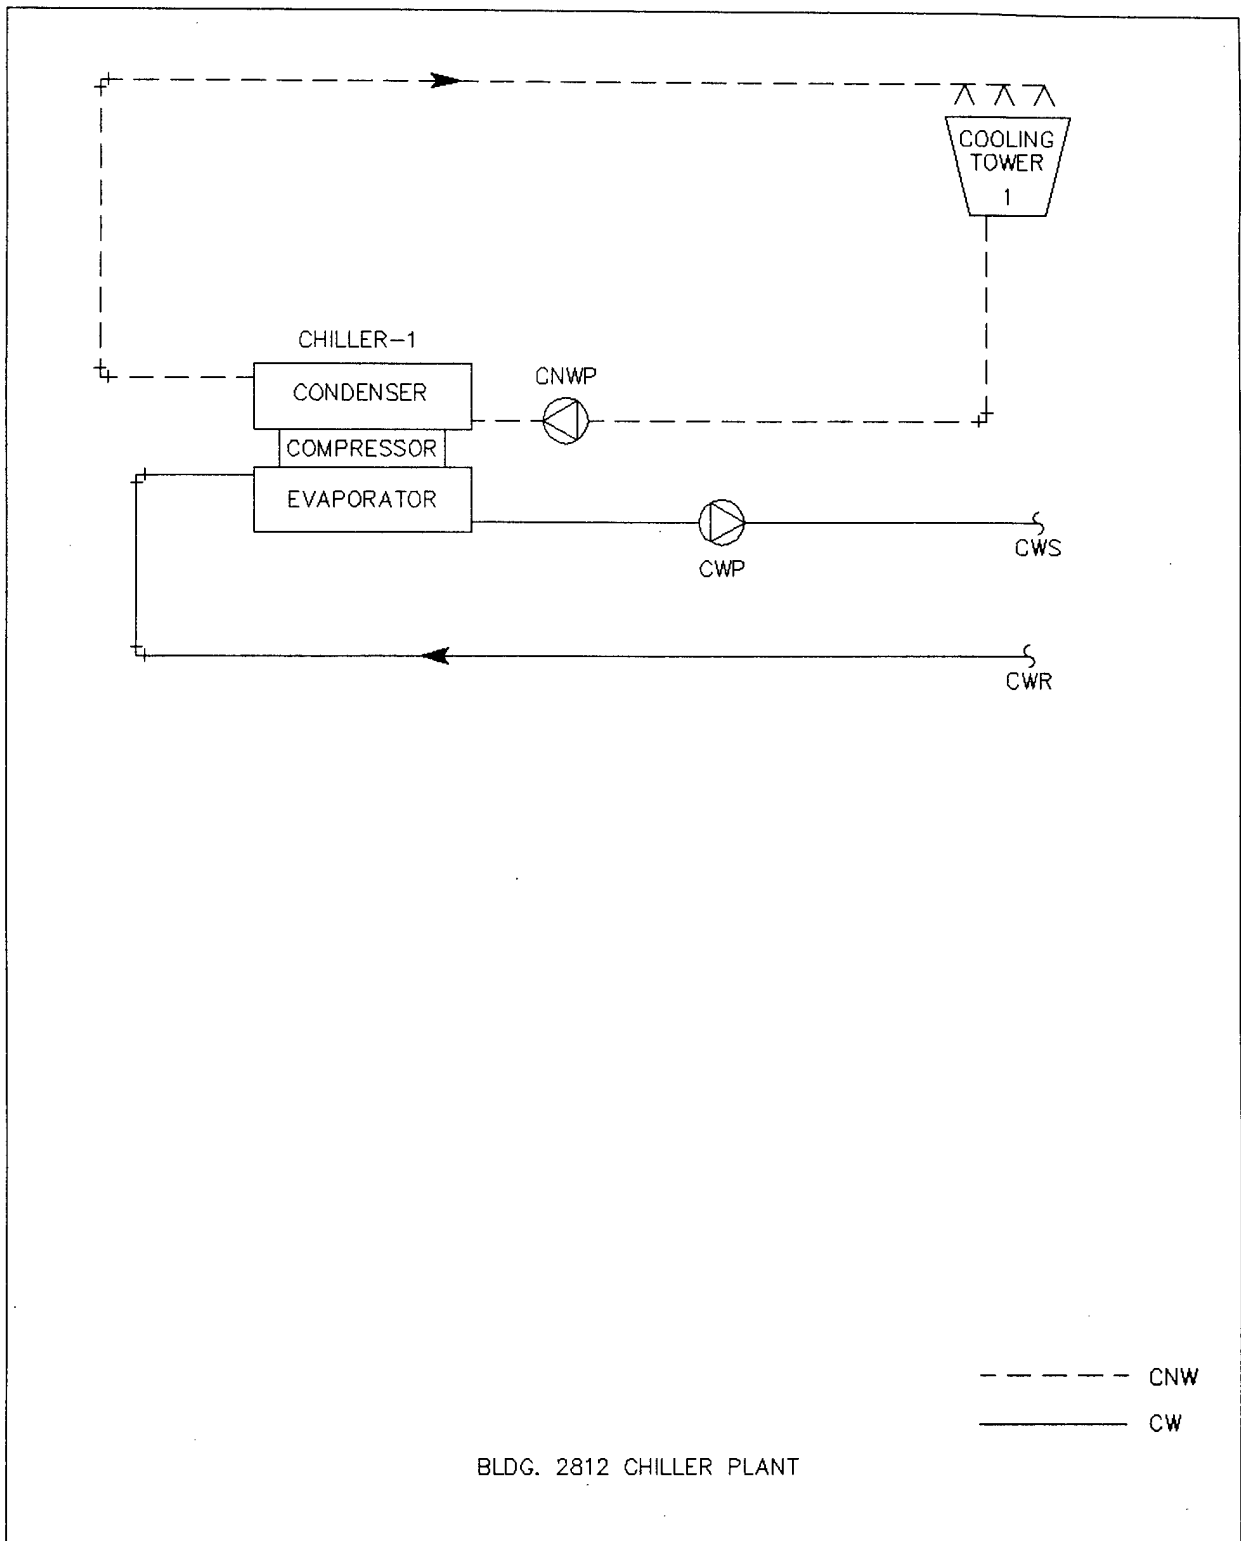 COOLING
TOWER
1
CHILLER-1
CONDENSER
CNWP
COMPRESSOR
EVAPORATOR
CWP
CWS
CWR
CNW
CW
BLDG. 2812 CHILLER PLANT